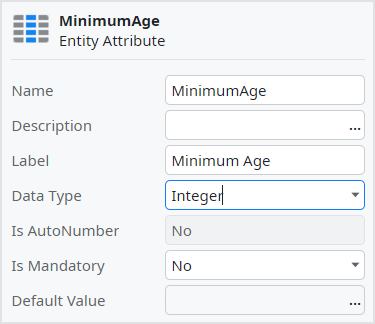 MinimumAge
Entity Attribute
Name MinimumAge
Description ...
Label Minimum Age
Data Type Integer
Is AutoNumber No
Is Mandatory No
Default Value ...